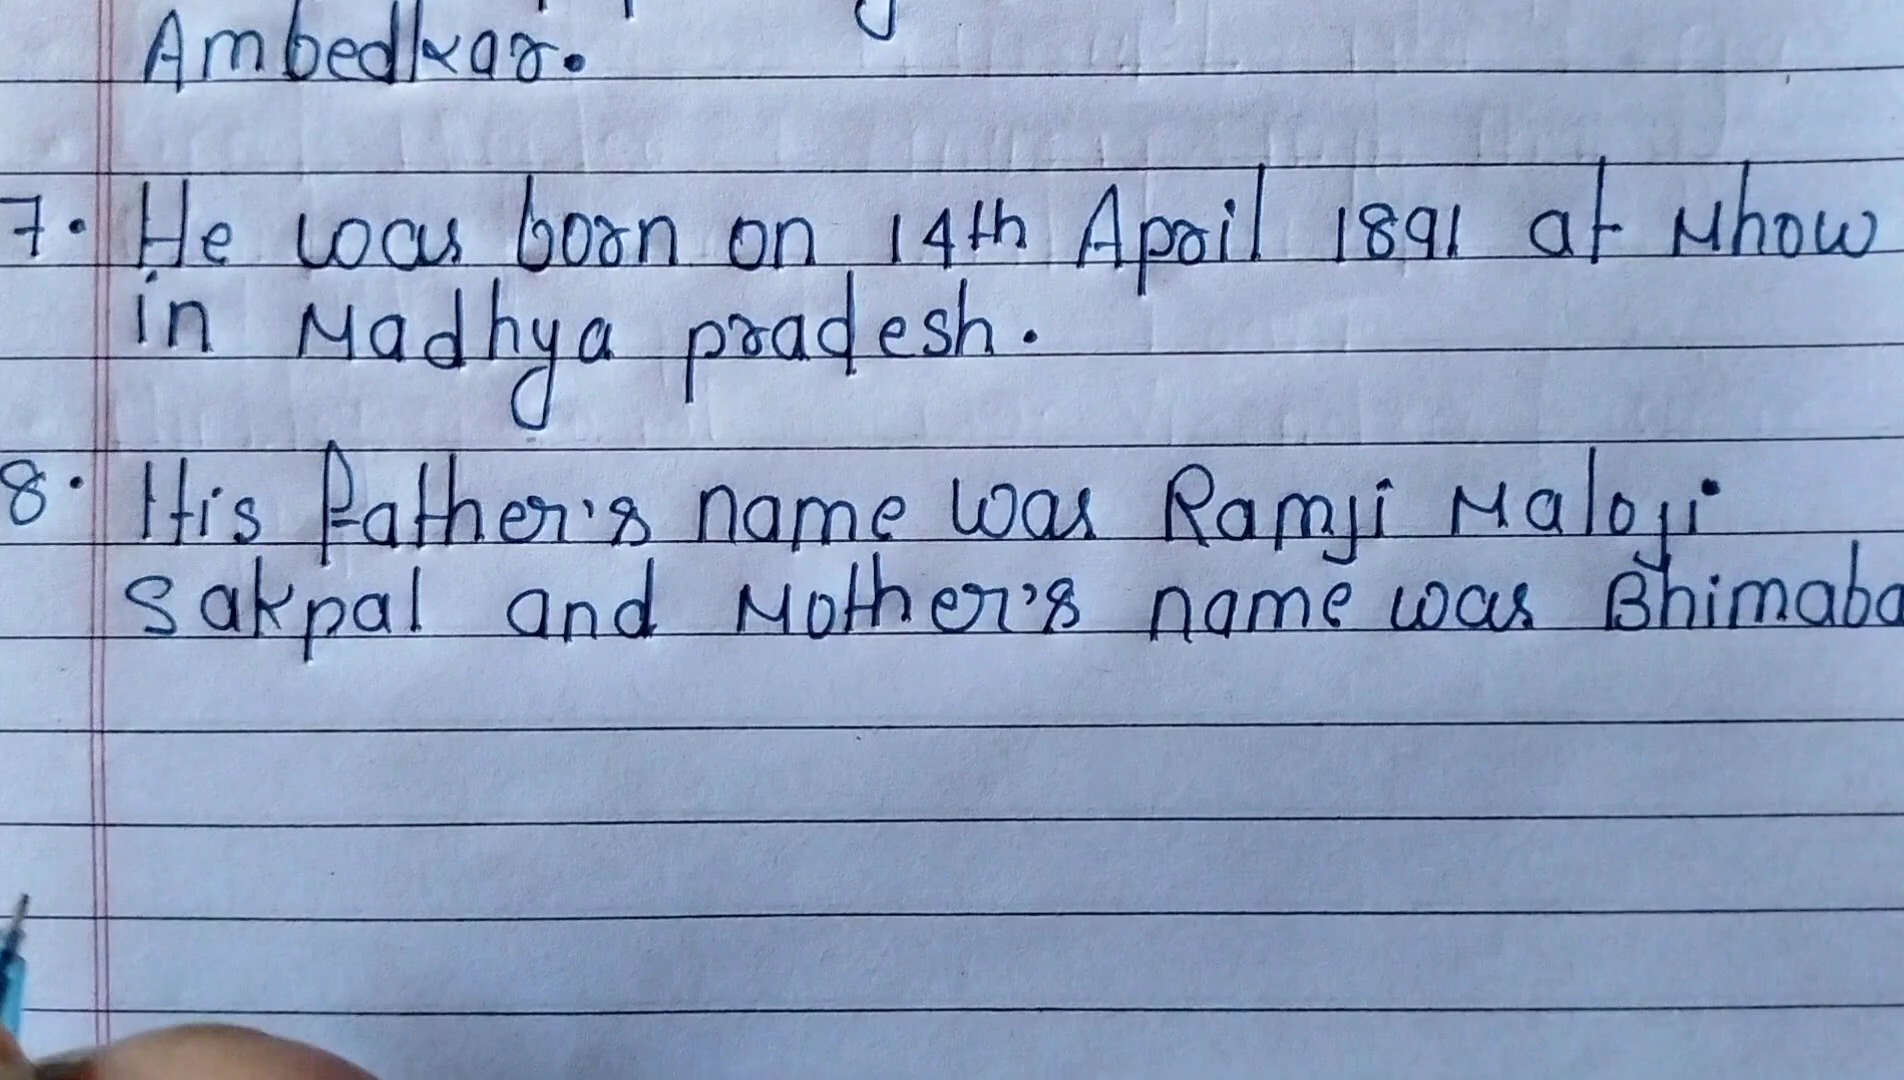 Ambedkar.
7. He was born on 14th April 1891 at Mhow
in Madhya pradesh.
8. His Father's name was Ramji Maloji
Sakpal and Mother's name was Bhimaba